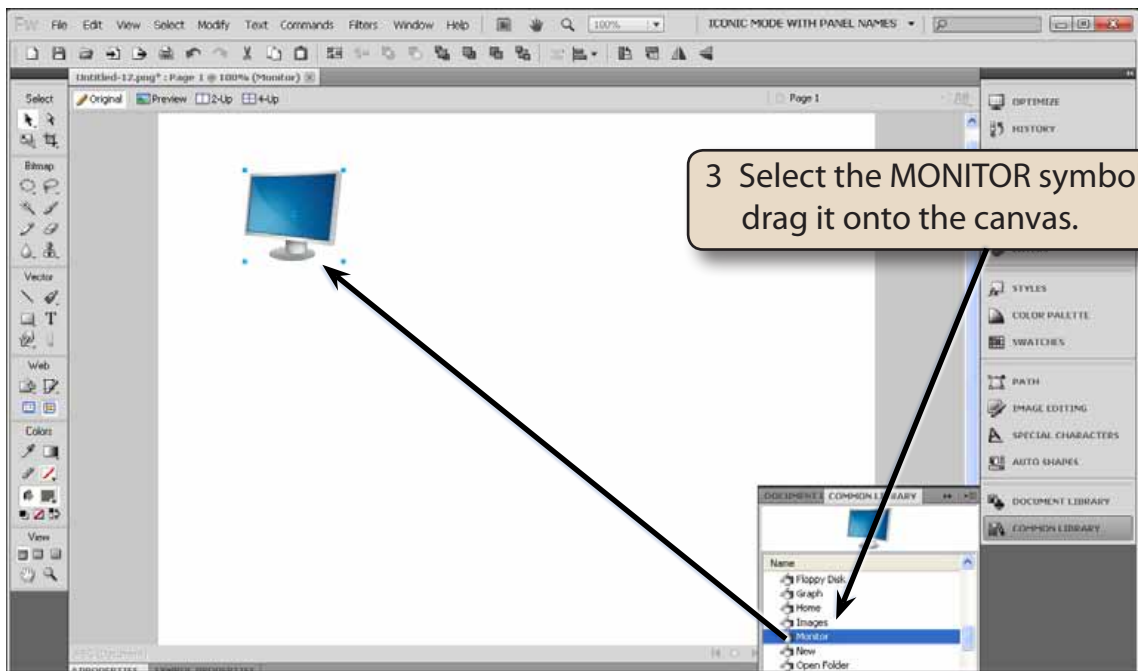 Fw File Edit View Select Modify Text Commands Filters Window Help 100% ICONIC MODE WITH PANEL NAMES
Untitled-12.png* : Page 1 @ 100% (Monitor)
Original Preview 2-Up 4-Up Page 1
Select
Bitmap
Vector
Web
Colors
View
OPTIMIZE
HISTORY
3 Select the MONITOR symbo
drag it onto the canvas.
STYLES
COLOR PALETTE
SWATCHES
PATH
IMAGE EDITING
SPECIAL CHARACTERS
AUTO SHAPES
DOCUMENT LIBRARY
COMMON LIBRARY
COMMON LIBRARY
Name
Floppy Disk
Graph
Home
Images
Monitor
New
Open Folder